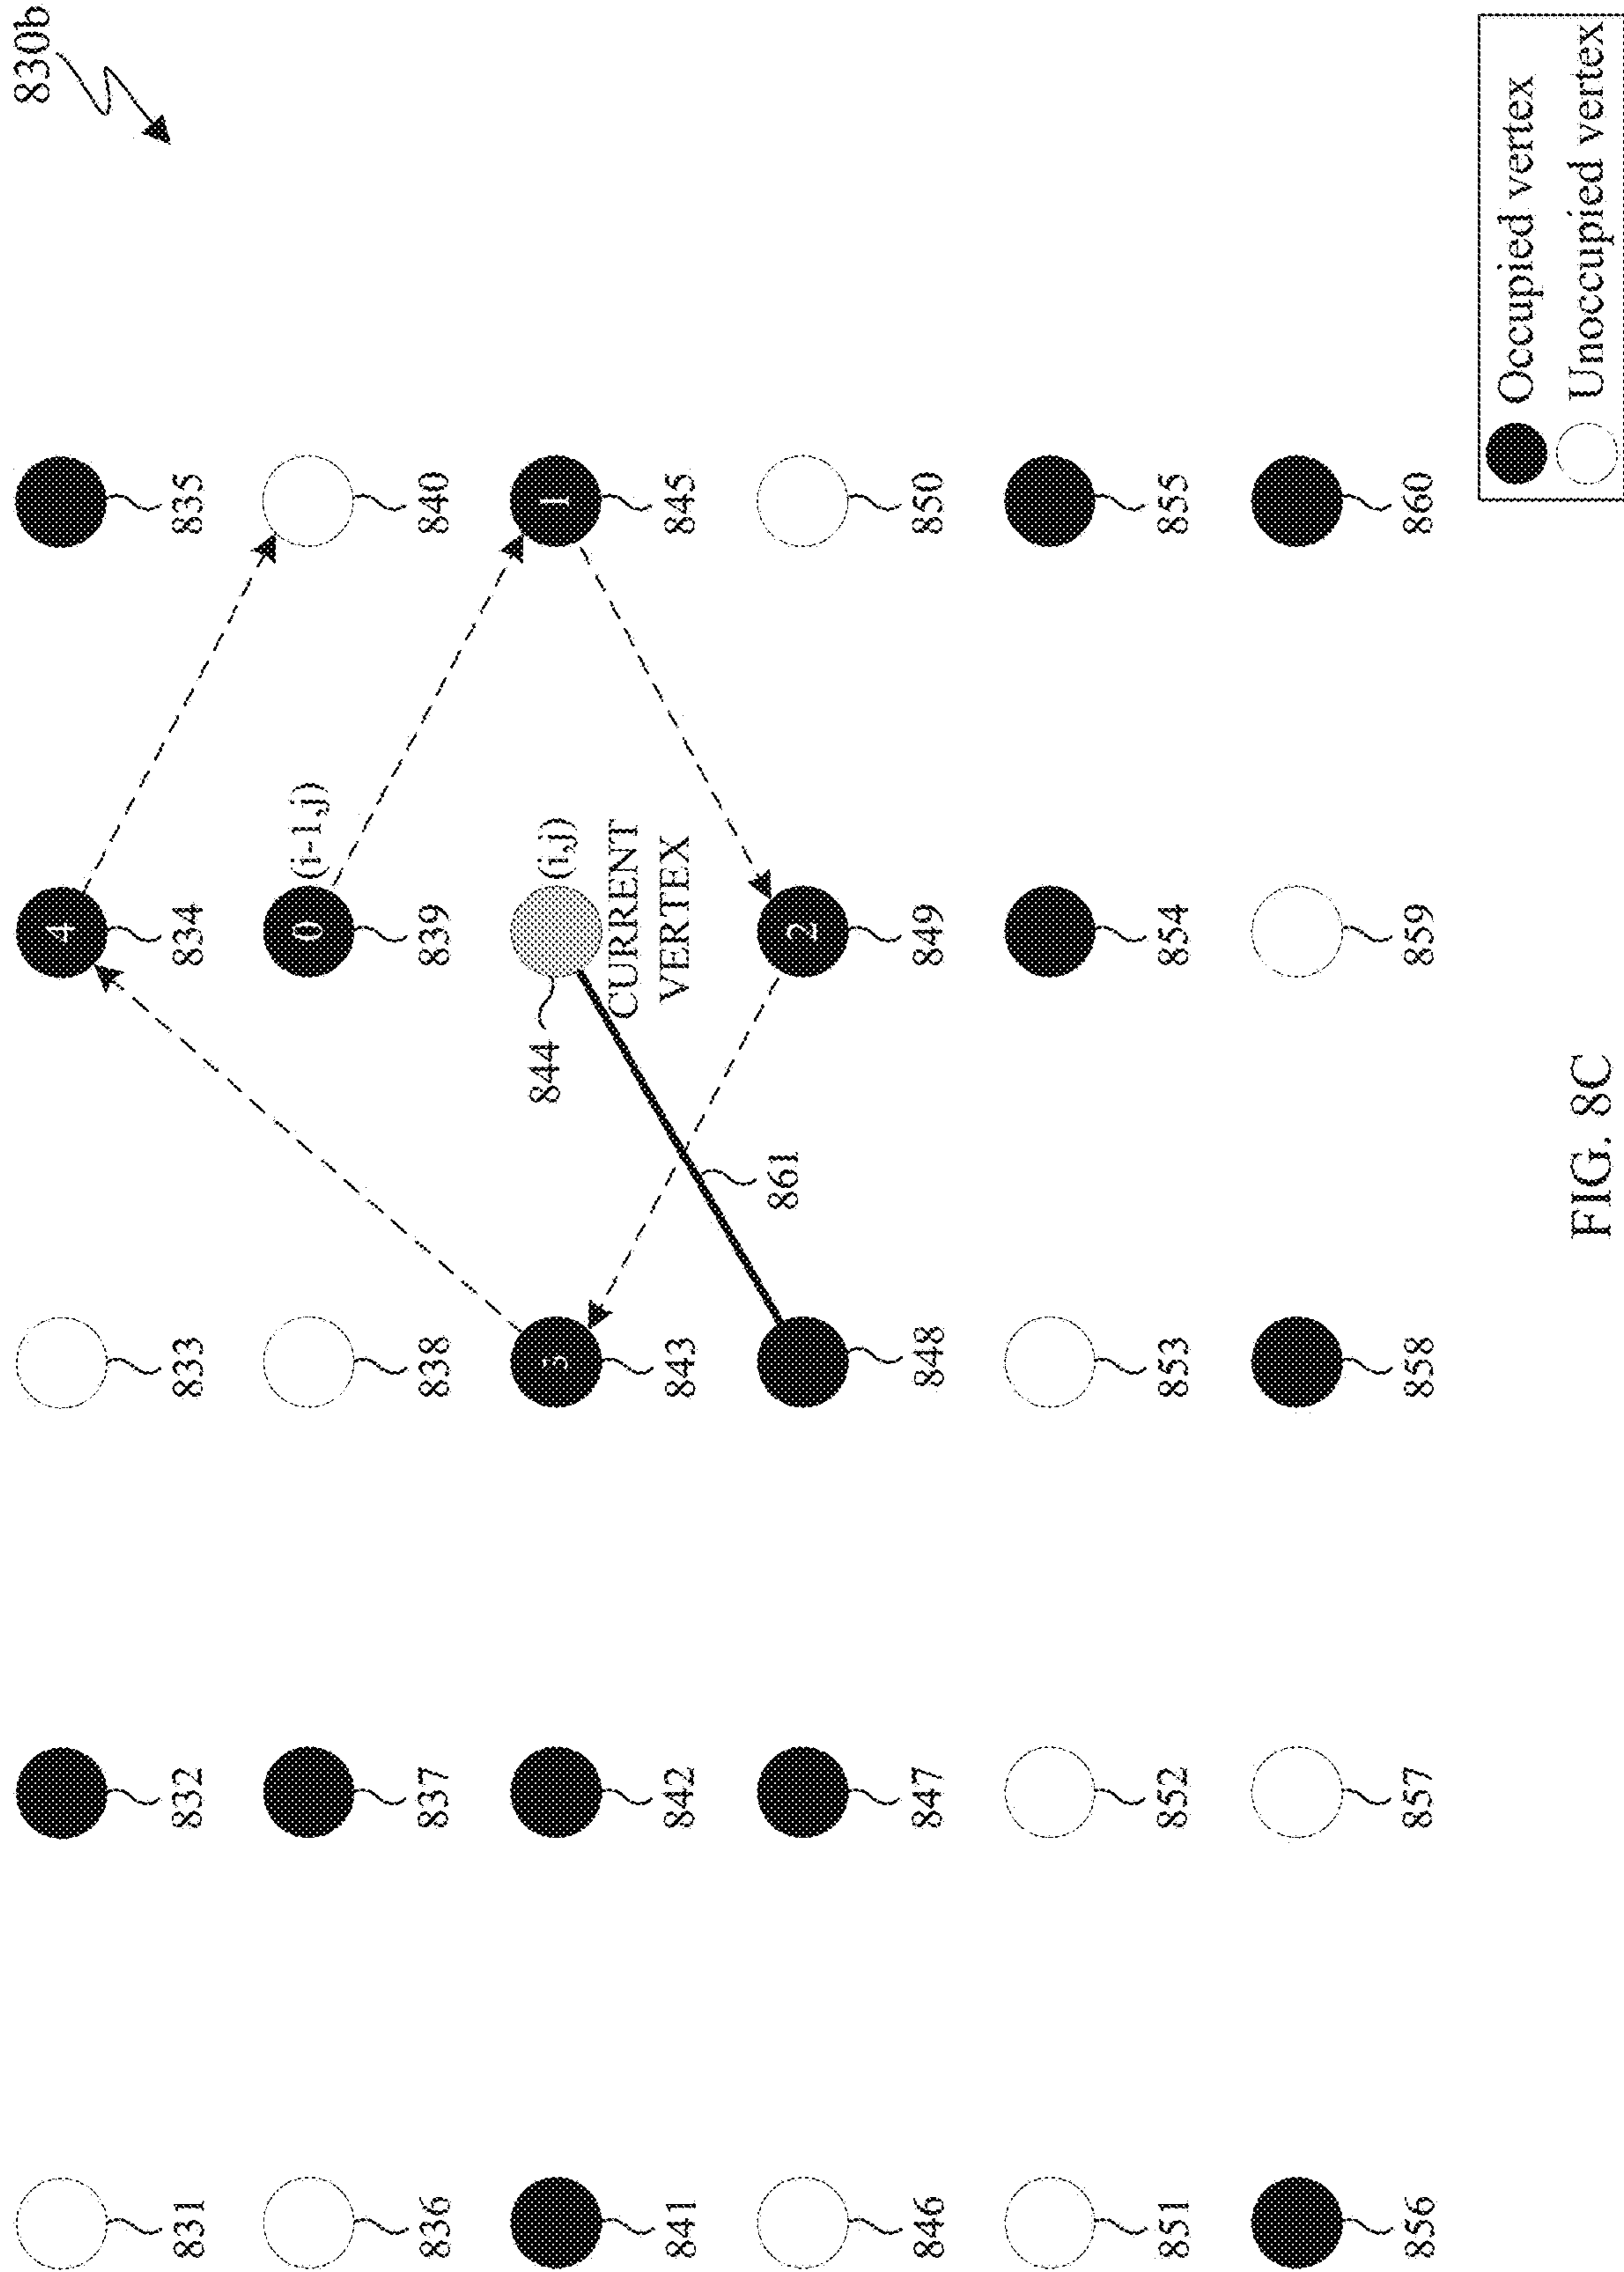 830b
4
831 832 833 834 835
0 (i-1,j)
836 837 838 839 840
3 844 (i,j) 1
CURRENT
VERTEX
841 842 843 845
861 2
846 847 848 849 850
851 852 853 854 855
856 857 858 859 860
Occupied vertex
Unoccupied vertex
FIG. 8C